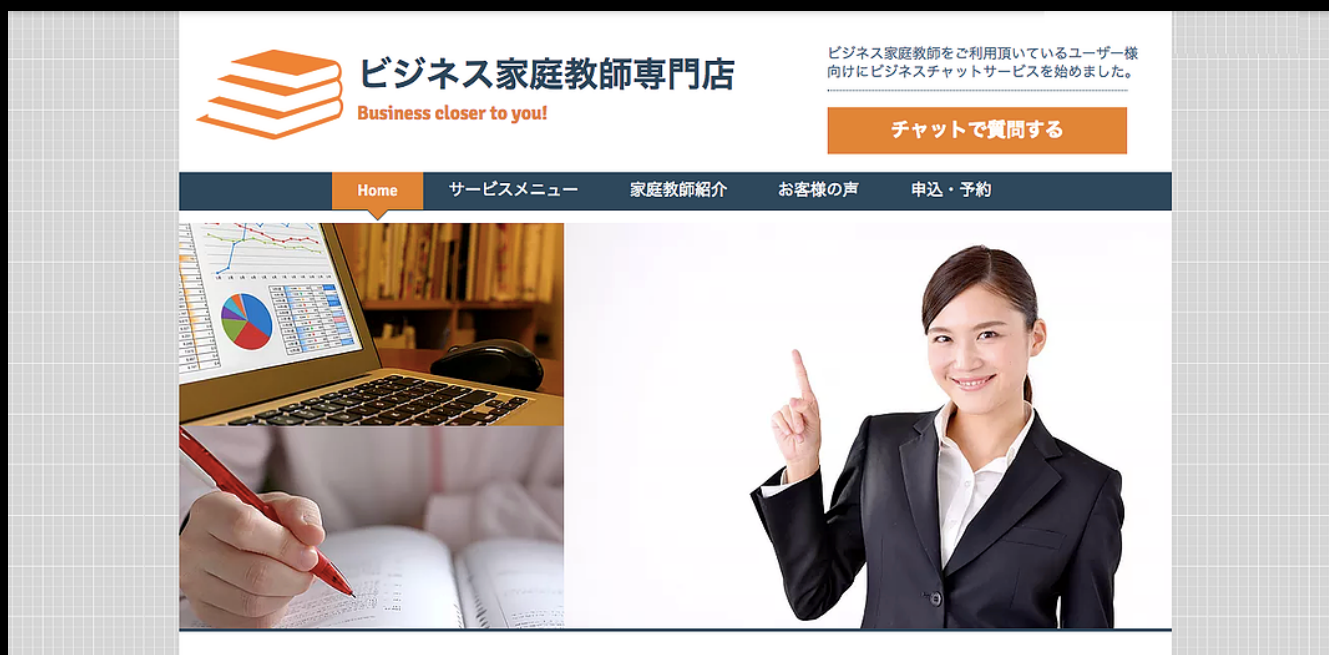 ビジネス家庭教師専門店
Business closer to you!
ビジネス家庭教師をご利用頂いているユーザー様
向けにビジネスチャットサービスを始めました。
チャットで質問する
Home サービスメニュー 家庭教師紹介 お客様の声 申込・予約